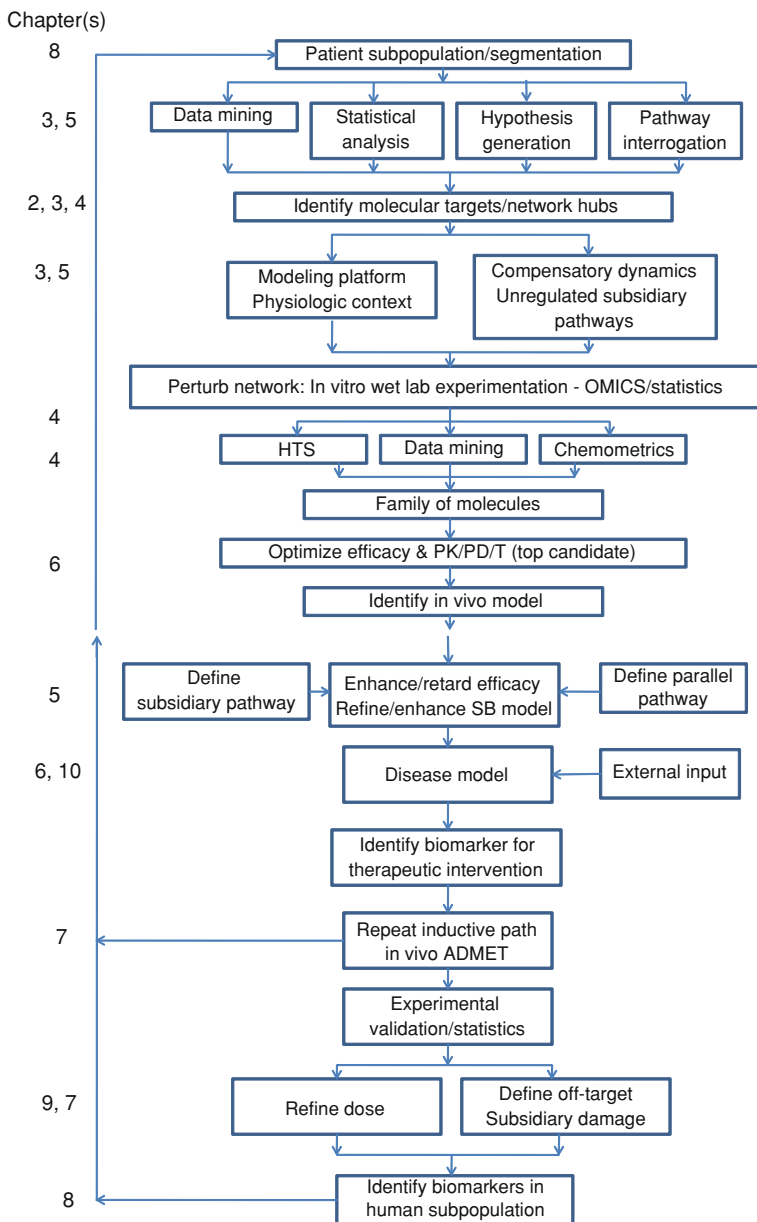 Chapter(s)
8
Patient subpopulation/segmentation
3, 5
Data mining
Statistical
analysis
Hypothesis
generation
Pathway
interrogation
2, 3, 4
Identify molecular targets/network hubs
3, 5
Modeling platform
Physiologic context
Compensatory dynamics
Unregulated subsidiary
pathways
Perturb network: In vitro wet lab experimentation - OMICS/statistics
4
4
HTS
Data mining
Chemometrics
Family of molecules
6
Optimize efficacy & PK/PD/T (top candidate)
Identify in vivo model
5
Define
subsidiary pathway
Enhance/retard efficacy
Refine/enhance SB model
Define parallel
pathway
6, 10
Disease model
External input
Identify biomarker for
therapeutic intervention
7
Repeat inductive path
in vivo ADMET
Experimental
validation/statistics
9, 7
Refine dose
Define off-target
Subsidiary damage
8
Identify biomarkers in
human subpopulation